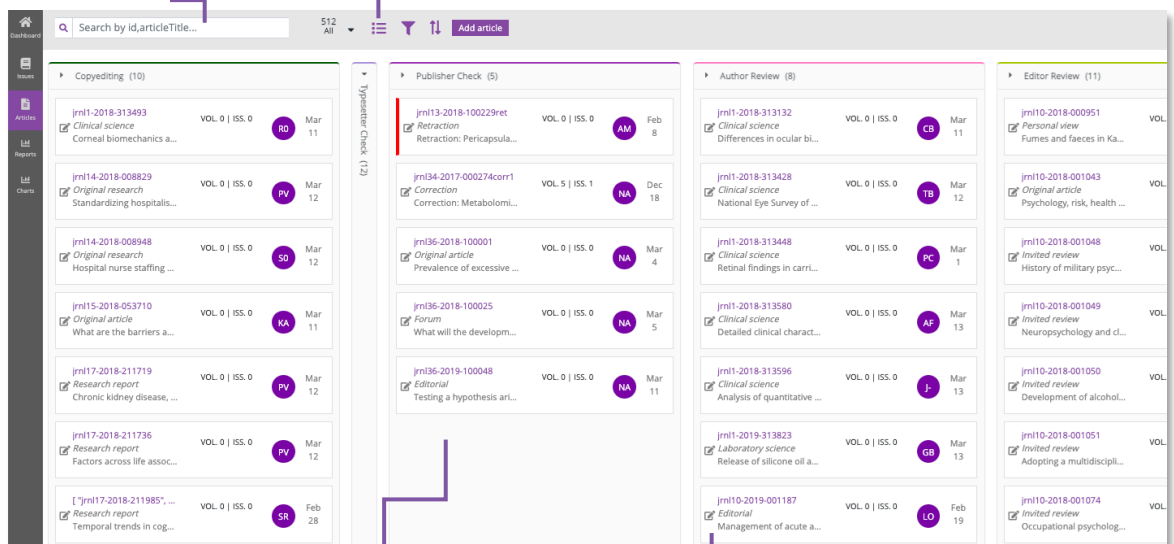 Dashboard
Issues
Articles
Reports
Charts
Search by id,articleTitle...
512
All
Add article
Copyediting (10)
jrnl1-2018-313493
Clinical science
Corneal biomechanics a...
VOL. 0 | ISS. 0
R0
Mar
11
jrnl14-2018-008829
Original research
Standardizing hospitalis...
VOL. 0 | ISS. 0
PV
Mar
12
jrnl14-2018-008948
Original research
Hospital nurse staffing ...
VOL. 0 | ISS. 0
S0
Mar
12
jrnl15-2018-053710
Original article
What are the barriers a...
VOL. 0 | ISS. 0
KA
Mar
11
jrnl17-2018-211719
Research report
Chronic kidney disease, ...
VOL. 0 | ISS. 0
PV
Mar
12
jrnl17-2018-211736
Research report
Factors across life assoc...
VOL. 0 | ISS. 0
PV
Mar
12
[ "jrnl17-2018-211985", ...
Research report
Temporal trends in cog...
VOL. 0 | ISS. 0
SR
Feb
28
Typesetter Check (12)
Publisher Check (5)
jrnl13-2018-100229ret
Retraction
Retraction: Pericapsula...
VOL. 0 | ISS. 0
AM
Feb
8
jrnl34-2017-000274corr1
Correction
Correction: Metabolomi...
VOL. 5 | ISS. 1
NA
Dec
18
jrnl36-2018-100001
Original article
Prevalence of excessive ...
VOL. 0 | ISS. 0
NA
Mar
4
jrnl36-2018-100025
Forum
What will the developm...
VOL. 0 | ISS. 0
NA
Mar
5
jrnl36-2019-100048
Editorial
Testing a hypothesis ari...
VOL. 0 | ISS. 0
NA
Mar
11
Author Review (8)
jrnl1-2018-313132
Clinical science
Differences in ocular bi...
VOL. 0 | ISS. 0
CB
Mar
11
jrnl1-2018-313428
Clinical science
National Eye Survey of ...
VOL. 0 | ISS. 0
TB
Mar
12
jrnl1-2018-313448
Clinical science
Retinal findings in carri...
VOL. 0 | ISS. 0
PC
Mar
1
jrnl1-2018-313580
Clinical science
Detailed clinical charact...
VOL. 0 | ISS. 0
AF
Mar
13
jrnl1-2018-313596
Clinical science
Analysis of quantitative ...
VOL. 0 | ISS. 0
J-
Mar
13
jrnl1-2019-313823
Laboratory science
Release of silicone oil a...
VOL. 0 | ISS. 0
GB
Mar
13
jrnl10-2019-001187
Editorial
Management of acute a...
VOL. 0 | ISS. 0
LO
Feb
19
Editor Review (11)
jrnl10-2018-000951
Personal view
Fumes and faeces in Ka...
VOL.
jrnl10-2018-001043
Original article
Psychology, risk, health ...
VOL.
jrnl10-2018-001048
Invited review
History of military psyc...
VOL.
jrnl10-2018-001049
Invited review
Neuropsychology and cl...
VOL.
jrnl10-2018-001050
Invited review
Development of alcohol...
VOL.
jrnl10-2018-001051
Invited review
Adopting a multidiscipli...
VOL.
jrnl10-2018-001074
Invited review
Occupational psycholog...
VOL.